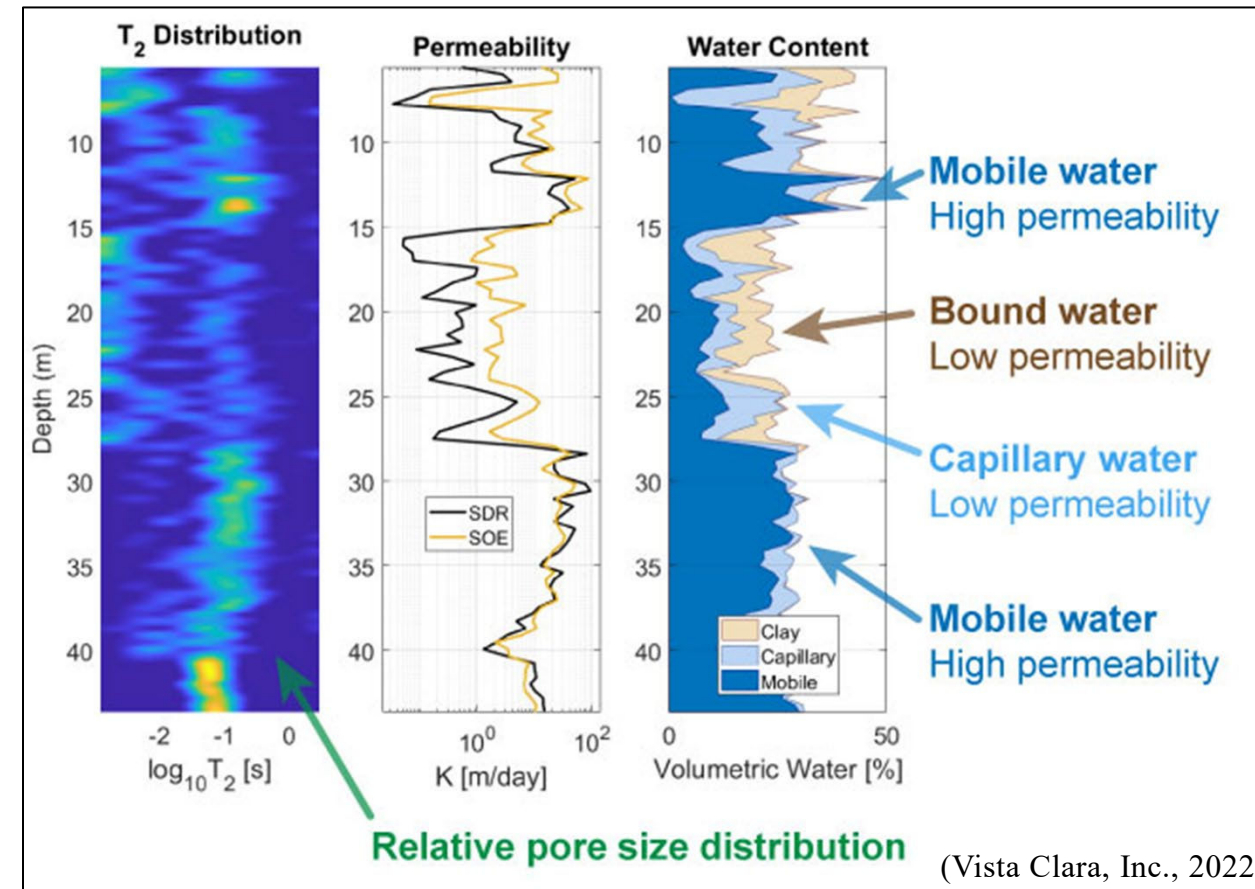 T2 Distribution
Permeability
Water Content
Depth (m)
10
15
20
25
30
35
40
10
15
20
25
30
35
40
10
15
20
25
30
35
40
SDR
SOE
Clay
Capillary
Mobile
-2 -1 0
log10T2 [s]
10^0 10^2
K [m/day]
0 50
Volumetric Water [%]
Mobile water
High permeability
Bound water
Low permeability
Capillary water
Low permeability
Mobile water
High permeability
Relative pore size distribution
(Vista Clara, Inc., 2022